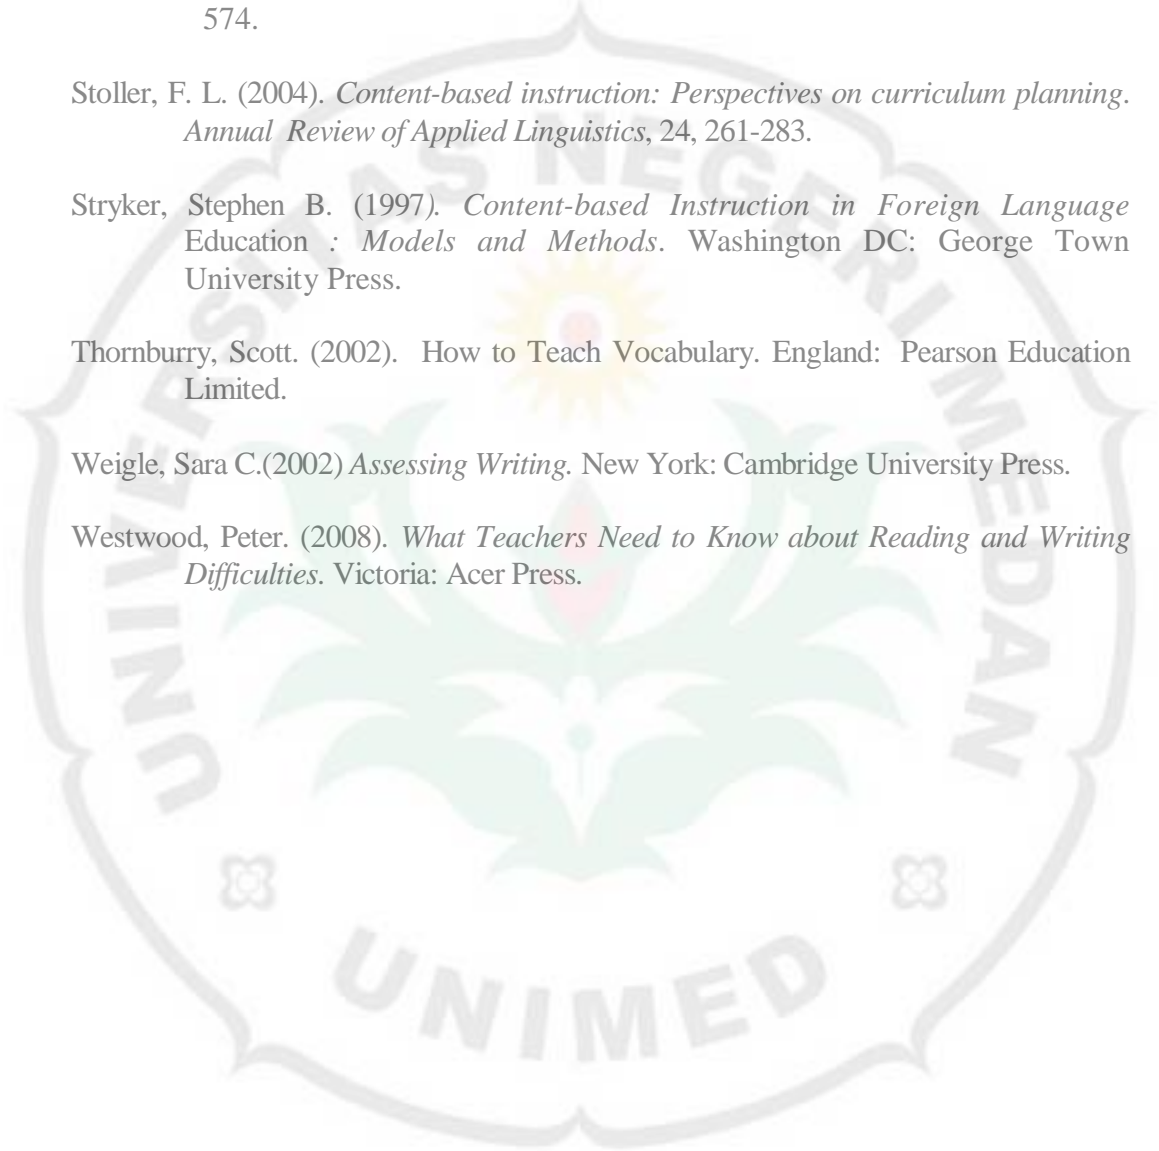 574.
Stoller, F. L. (2004). Content-based instruction: Perspectives on curriculum planning.
Annual Review of Applied Linguistics, 24, 261-283.
Stryker, Stephen B. (1997). Content-based Instruction in Foreign Language
Education : Models and Methods. Washington DC: George Town
University Press.
Thornburry, Scott. (2002). How to Teach Vocabulary. England: Pearson Education
Limited.
Weigle, Sara C.(2002) Assessing Writing. New York: Cambridge University Press.
Westwood, Peter. (2008). What Teachers Need to Know about Reading and Writing
Difficulties. Victoria: Acer Press.
UNIVERSITAS NEGERI MEDAN
UNIMED